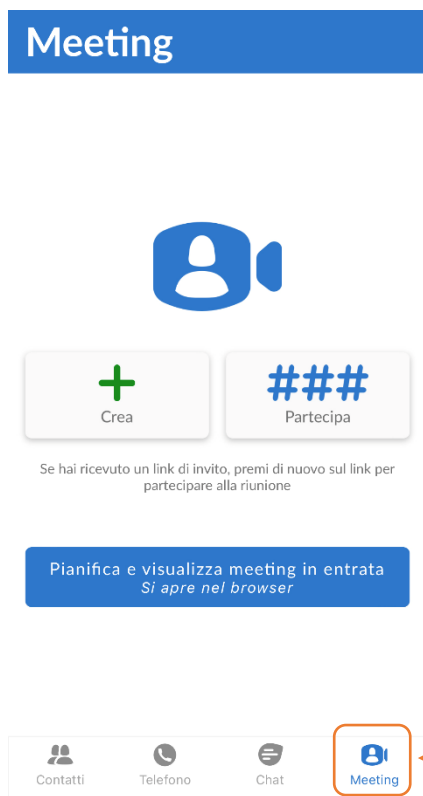 Meeting
###
Crea
Partecipa
Se hai ricevuto un link di invito, premi di nuovo sul link per
partecipare alla riunione
Pianifica e visualizza meeting in entrata
Si apre nel browser
Contatti
Telefono
Chat
Meeting